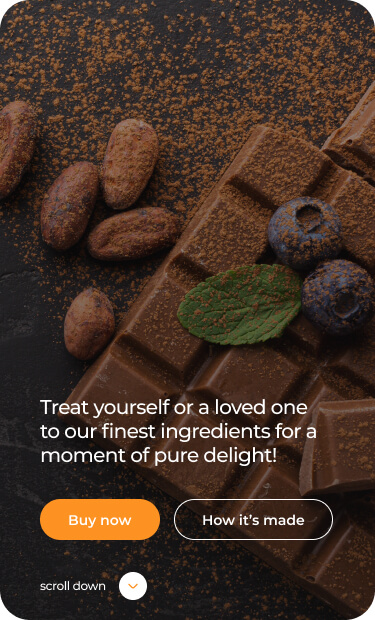 Treat yourself or a loved one
to our finest ingredients for a
moment of pure delight!
Buy now
How it's made
scroll down